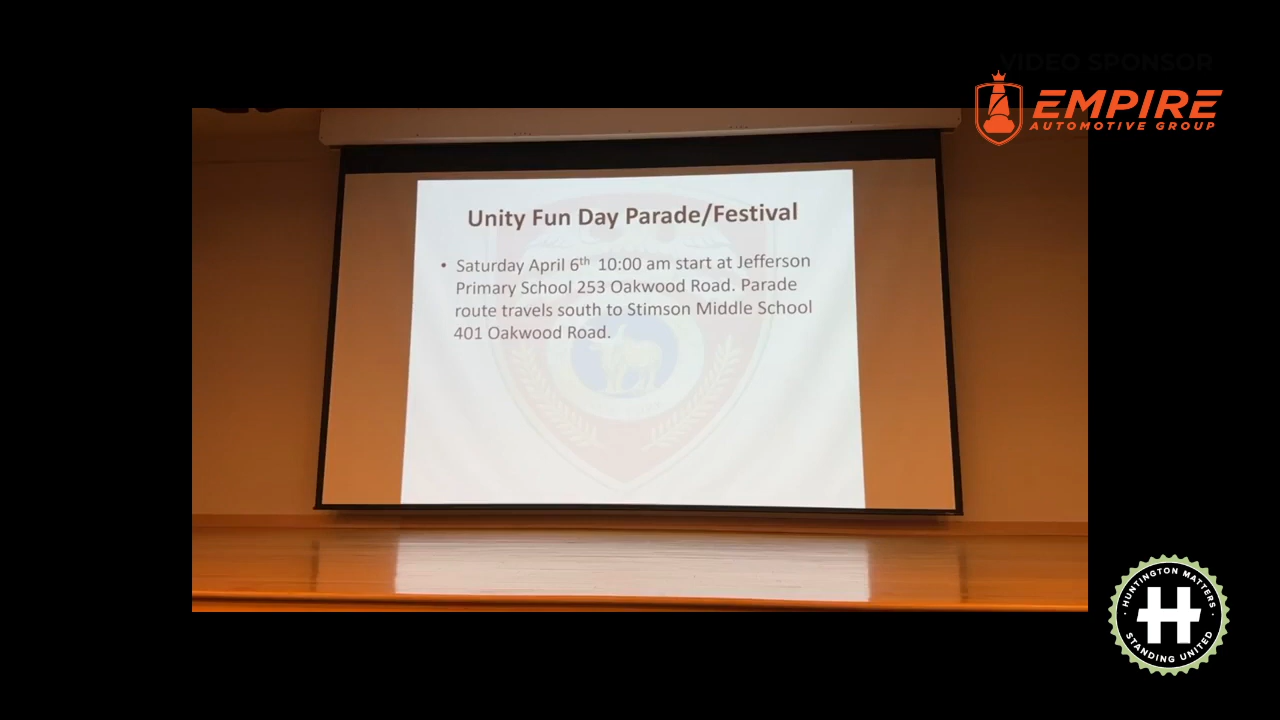 VIDEO SPONSOR
EMPIRE
AUTOMOTIVE GROUP
Unity Fun Day Parade/Festival
• Saturday April 6th 10:00 am start at Jefferson
Primary School 253 Oakwood Road. Parade
route travels south to Stimson Middle School
401 Oakwood Road.
HUNTINGTON MATTERS
H
STANDING UNITED